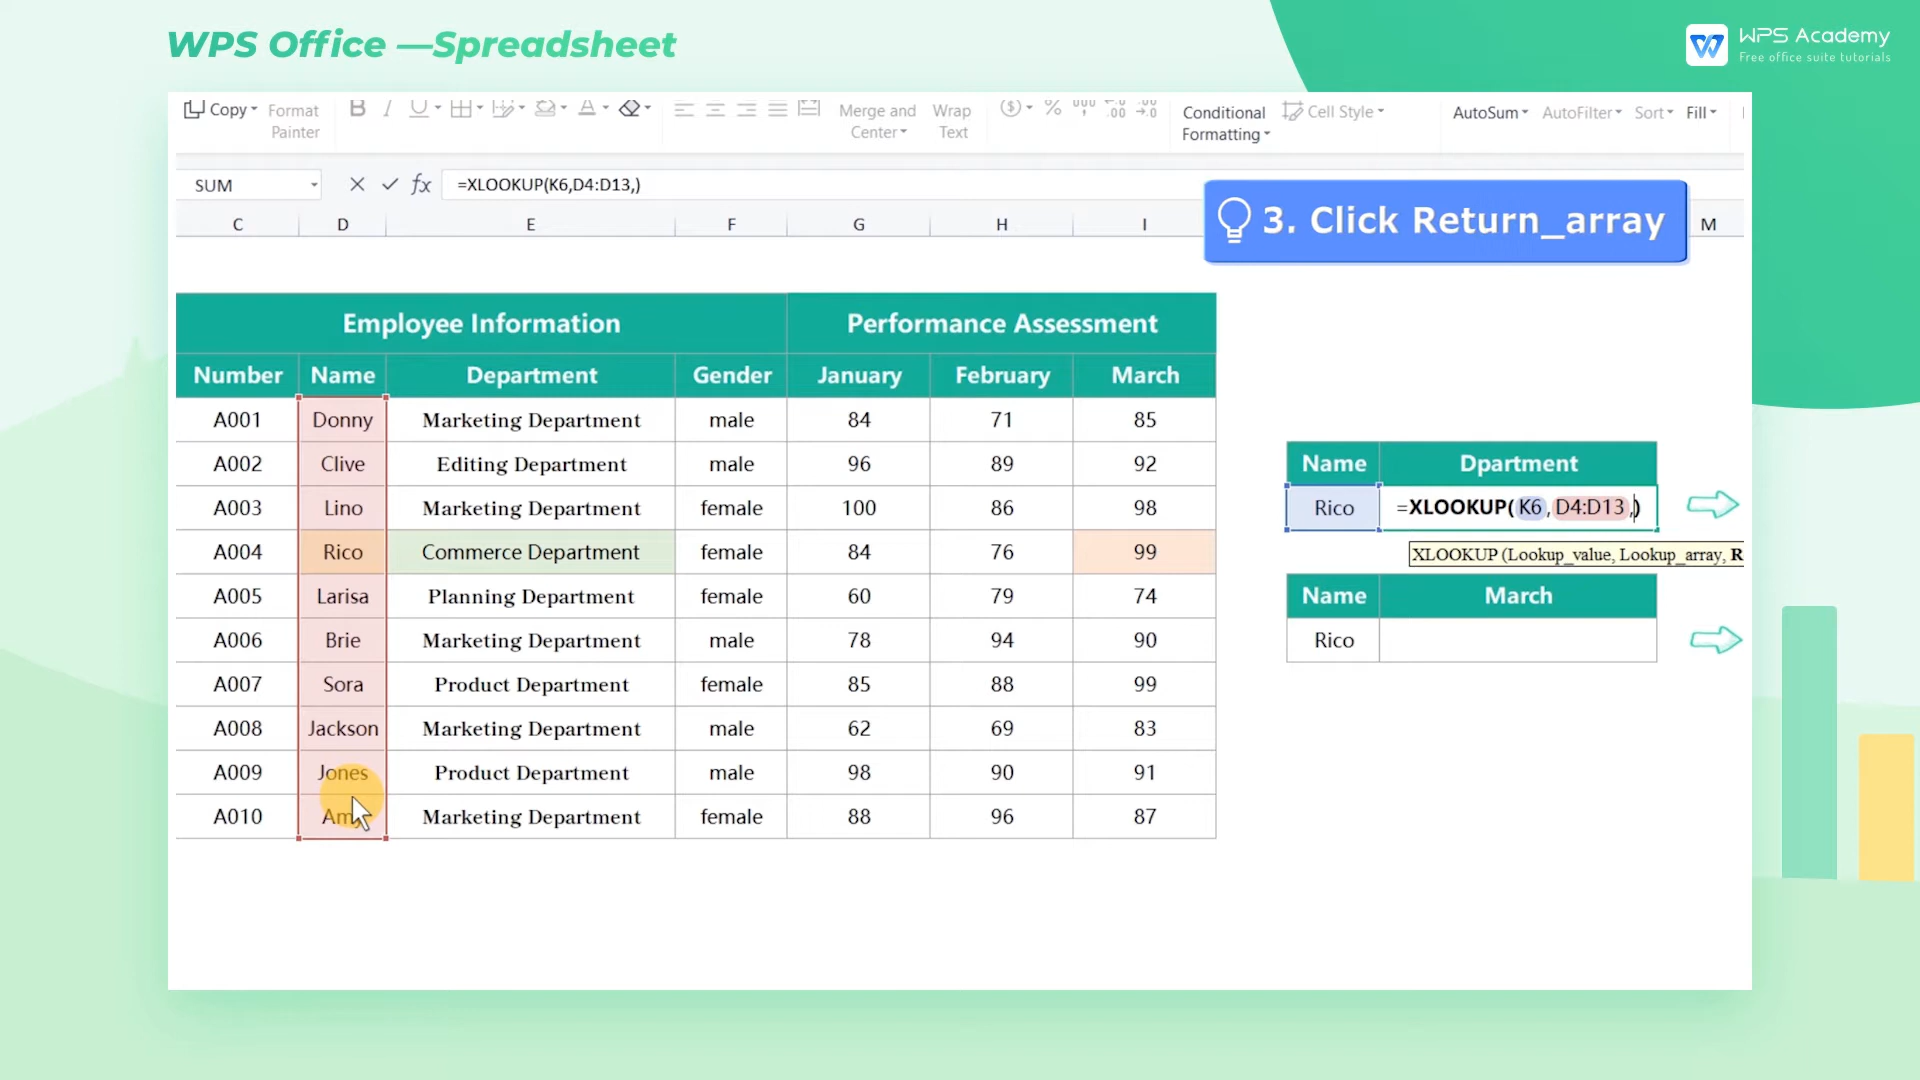 WPS Office —Spreadsheet
WPS Academy
Free office suite tutorials
Copy Format Painter B I U Merge and Center Wrap Text % Conditional Formatting Cell Style AutoSum AutoFilter Sort Fill
SUM fx =XLOOKUP(K6,D4:D13,)
3. Click Return_array
C D E F G H I M
Employee Information Performance Assessment
Number Name Department Gender January February March
A001 Donny Marketing Department male 84 71 85
A002 Clive Editing Department male 96 89 92
A003 Lino Marketing Department female 100 86 98
A004 Rico Commerce Department female 84 76 99
A005 Larisa Planning Department female 60 79 74
A006 Brie Marketing Department male 78 94 90
A007 Sora Product Department female 85 88 99
A008 Jackson Marketing Department male 62 69 83
A009 Jones Product Department male 98 90 91
A010 Marketing Department female 88 96 87
Name Dpartment
Rico =XLOOKUP(K6,D4:D13,)
XLOOKUP (Lookup_value, Lookup_array, R
Name March
Rico